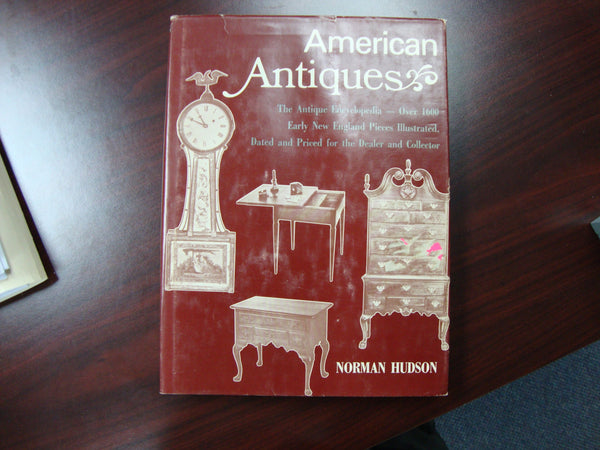 American
Antiques
The Antique Encyclopedia — Over 1600
Early New England Pieces Illustrated,
Dated and Priced for the Dealer and Collector
NORMAN HUDSON